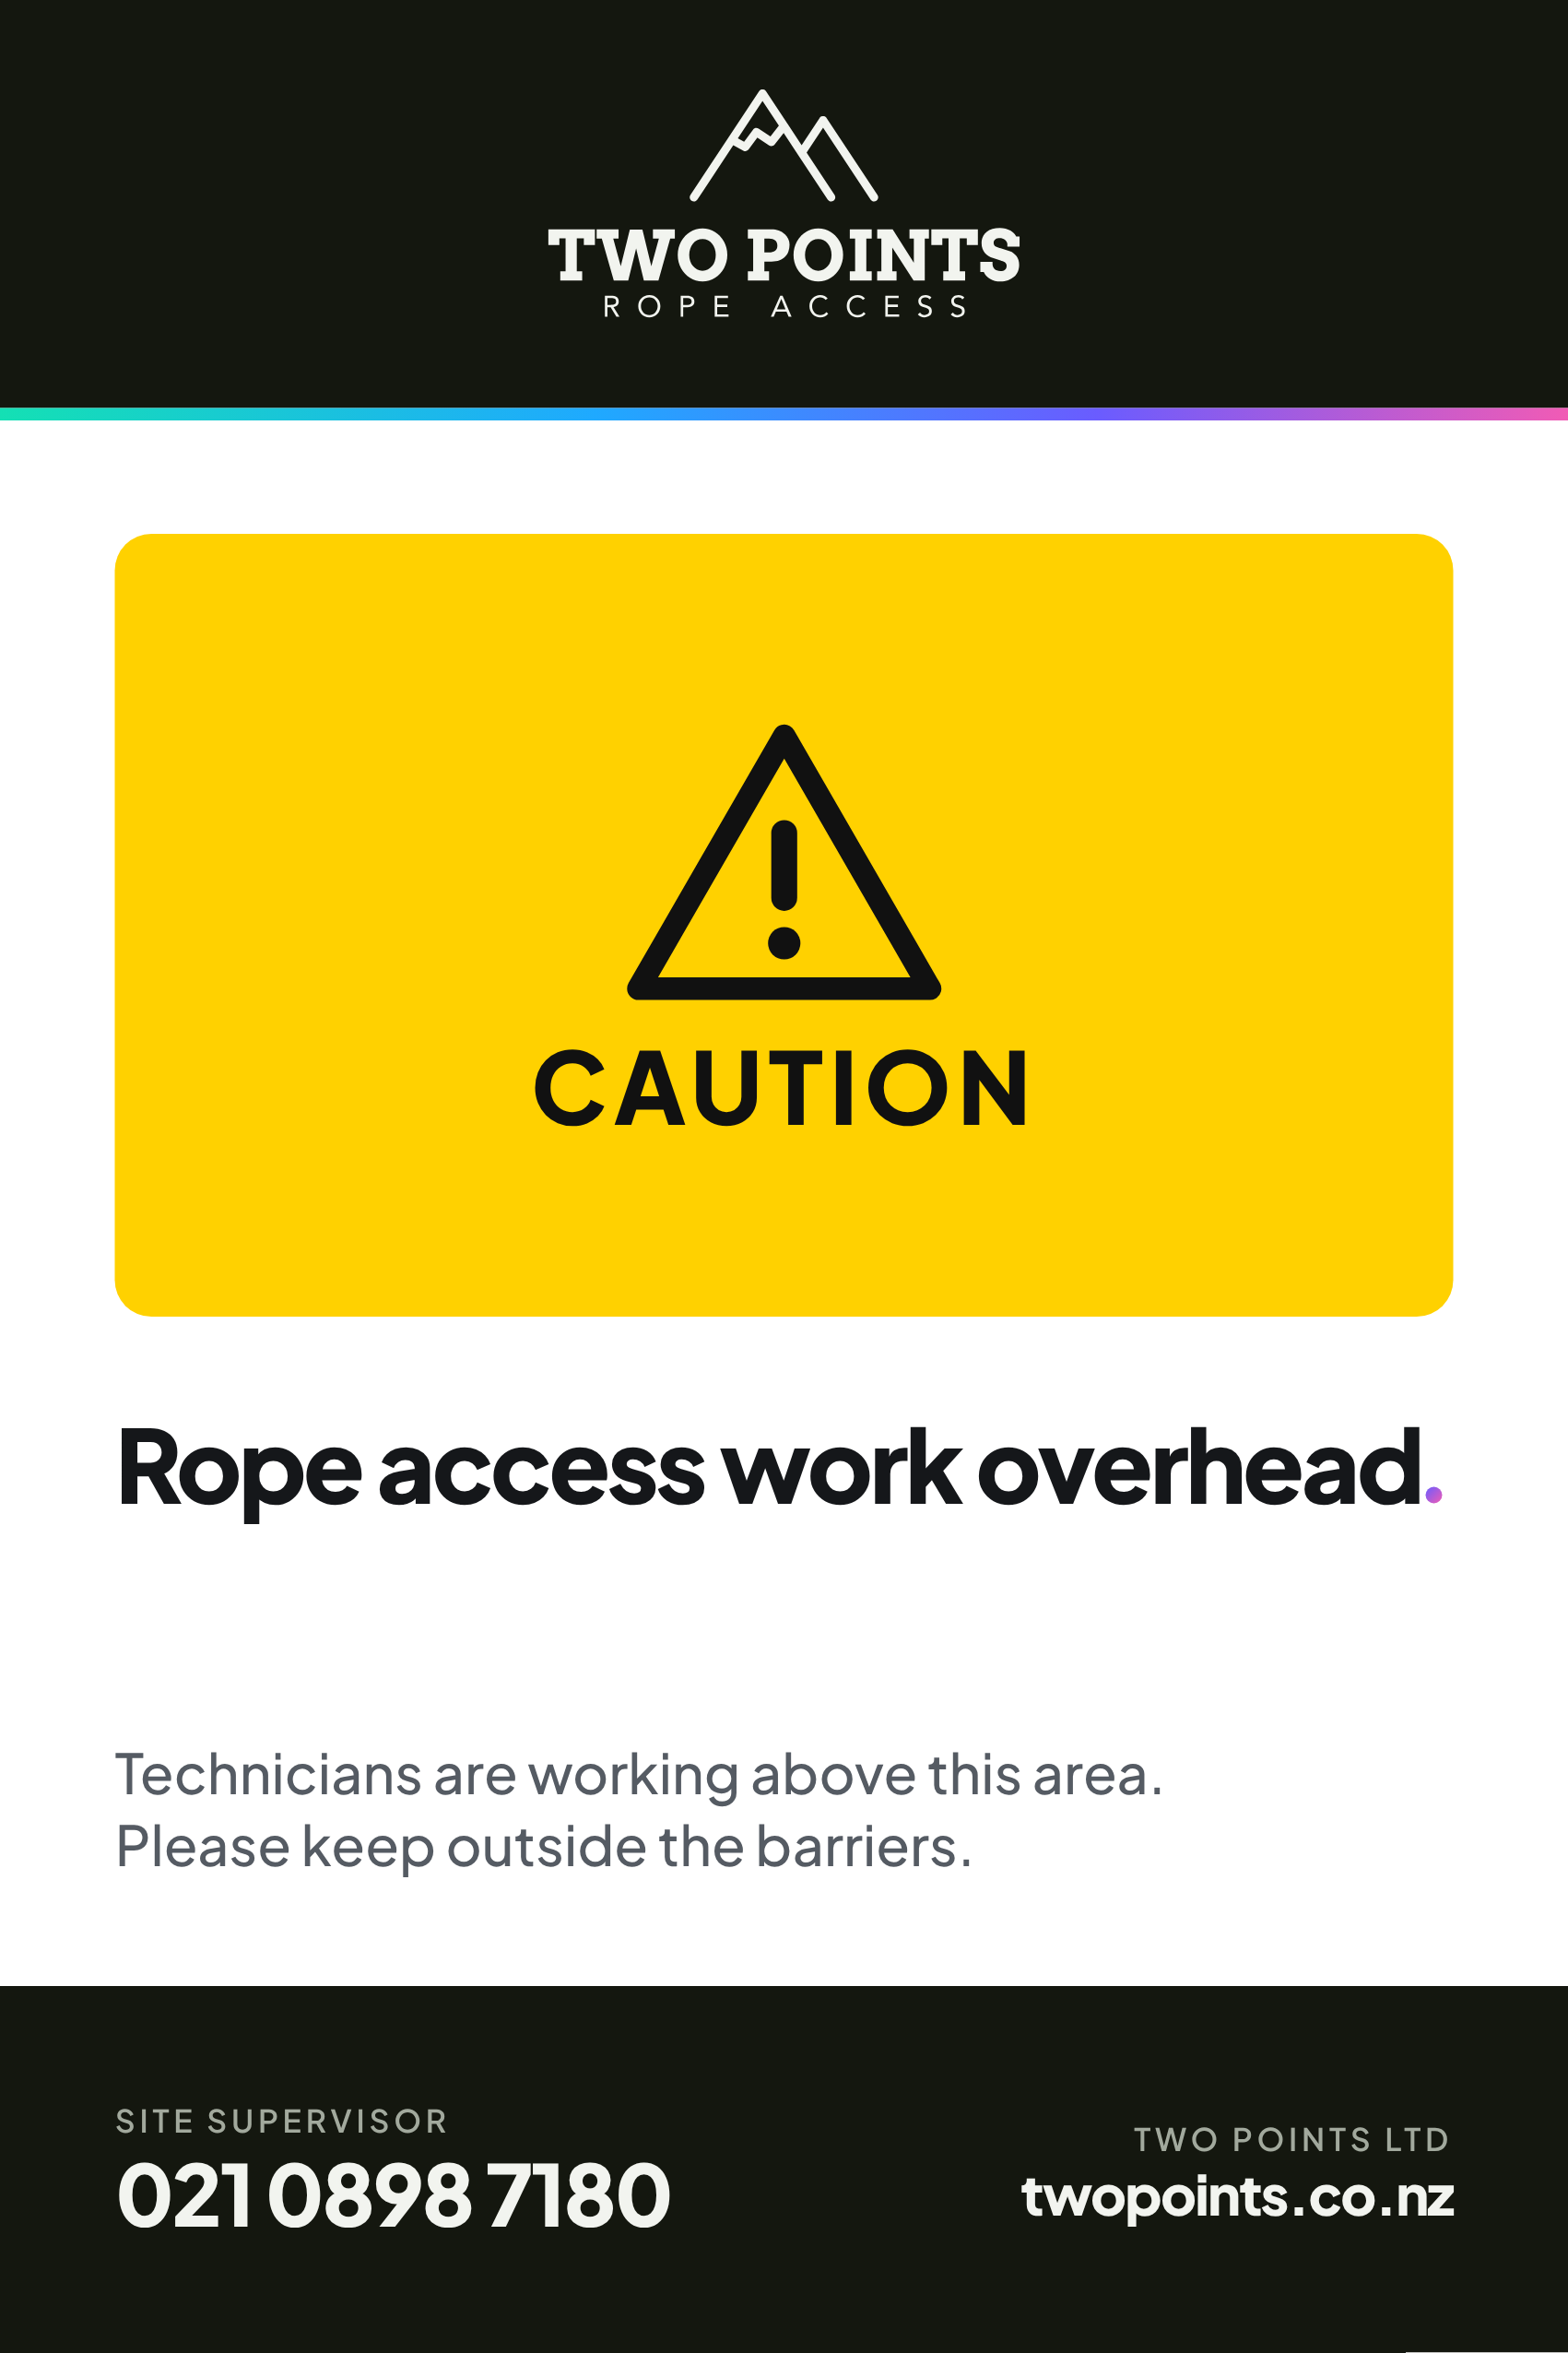 TWO POINTS
ROPE ACCESS
CAUTION
Rope access work overhead.
Technicians are working above this area.
Please keep outside the barriers.
SITE SUPERVISOR
021 0898 7180
TWO POINTS LTD
twopoints.co.nz